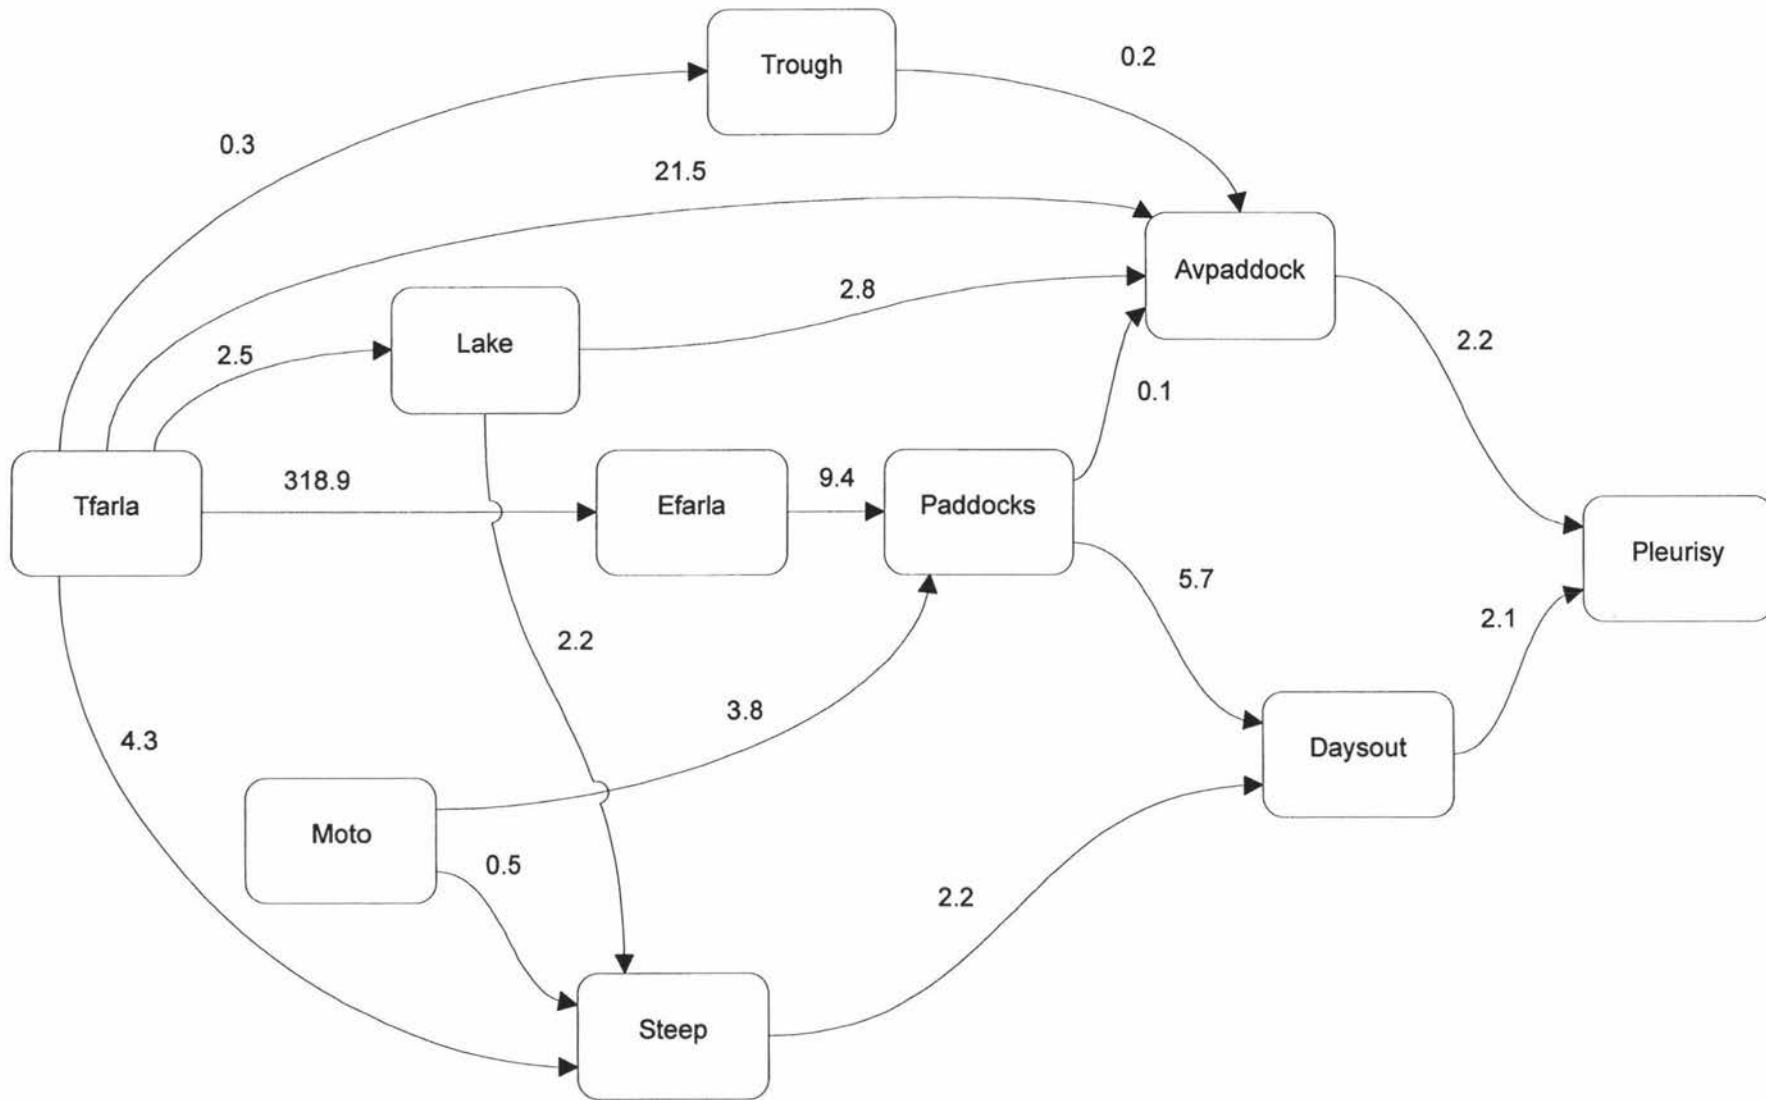 Trough
0.2
0.3
21.5
Avpaddock
2.8
Lake
2.5
2.2
0.1
Tfarla
318.9
Efarla
9.4
Paddocks
Pleurisy
5.7
2.1
2.2
3.8
4.3
Daysout
Moto
0.5
2.2
Steep